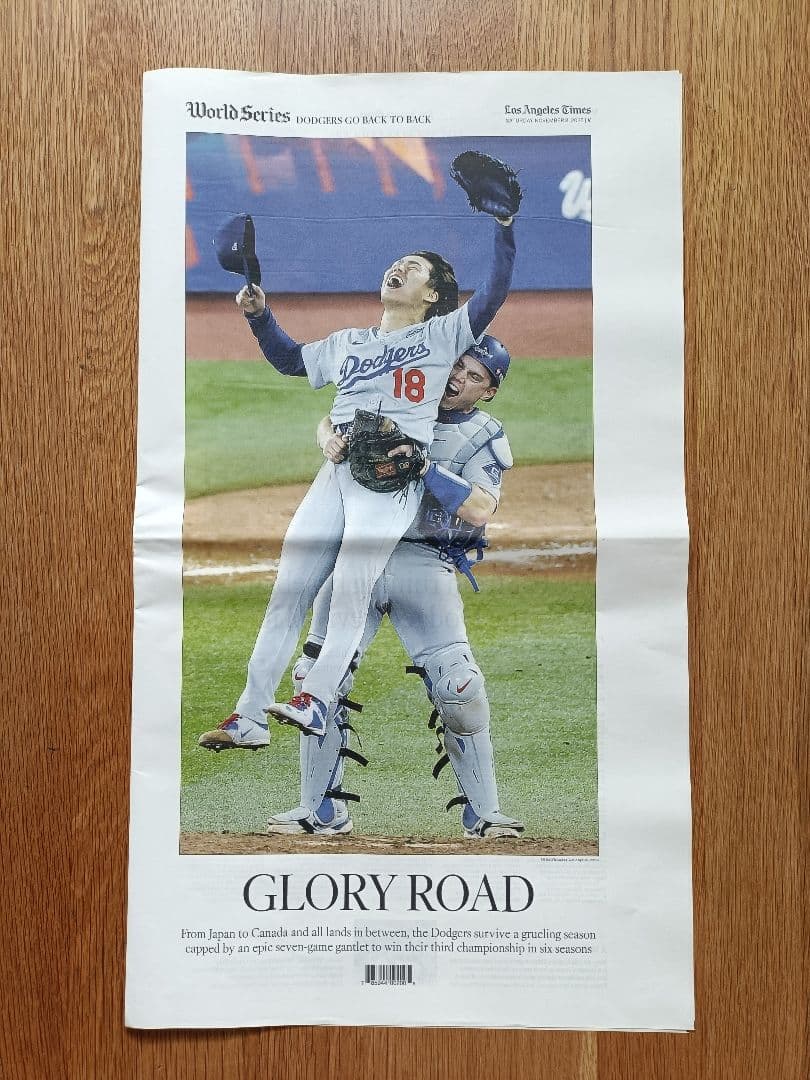 World Series DODGERS GO BACK TO BACK
Los Angeles Times
Dodgers
18
GLORY ROAD
From Japan to Canada and all lands in between, the Dodgers survive a grueling season
capped by an epic seven-game gantlet to win their third championship in six seasons